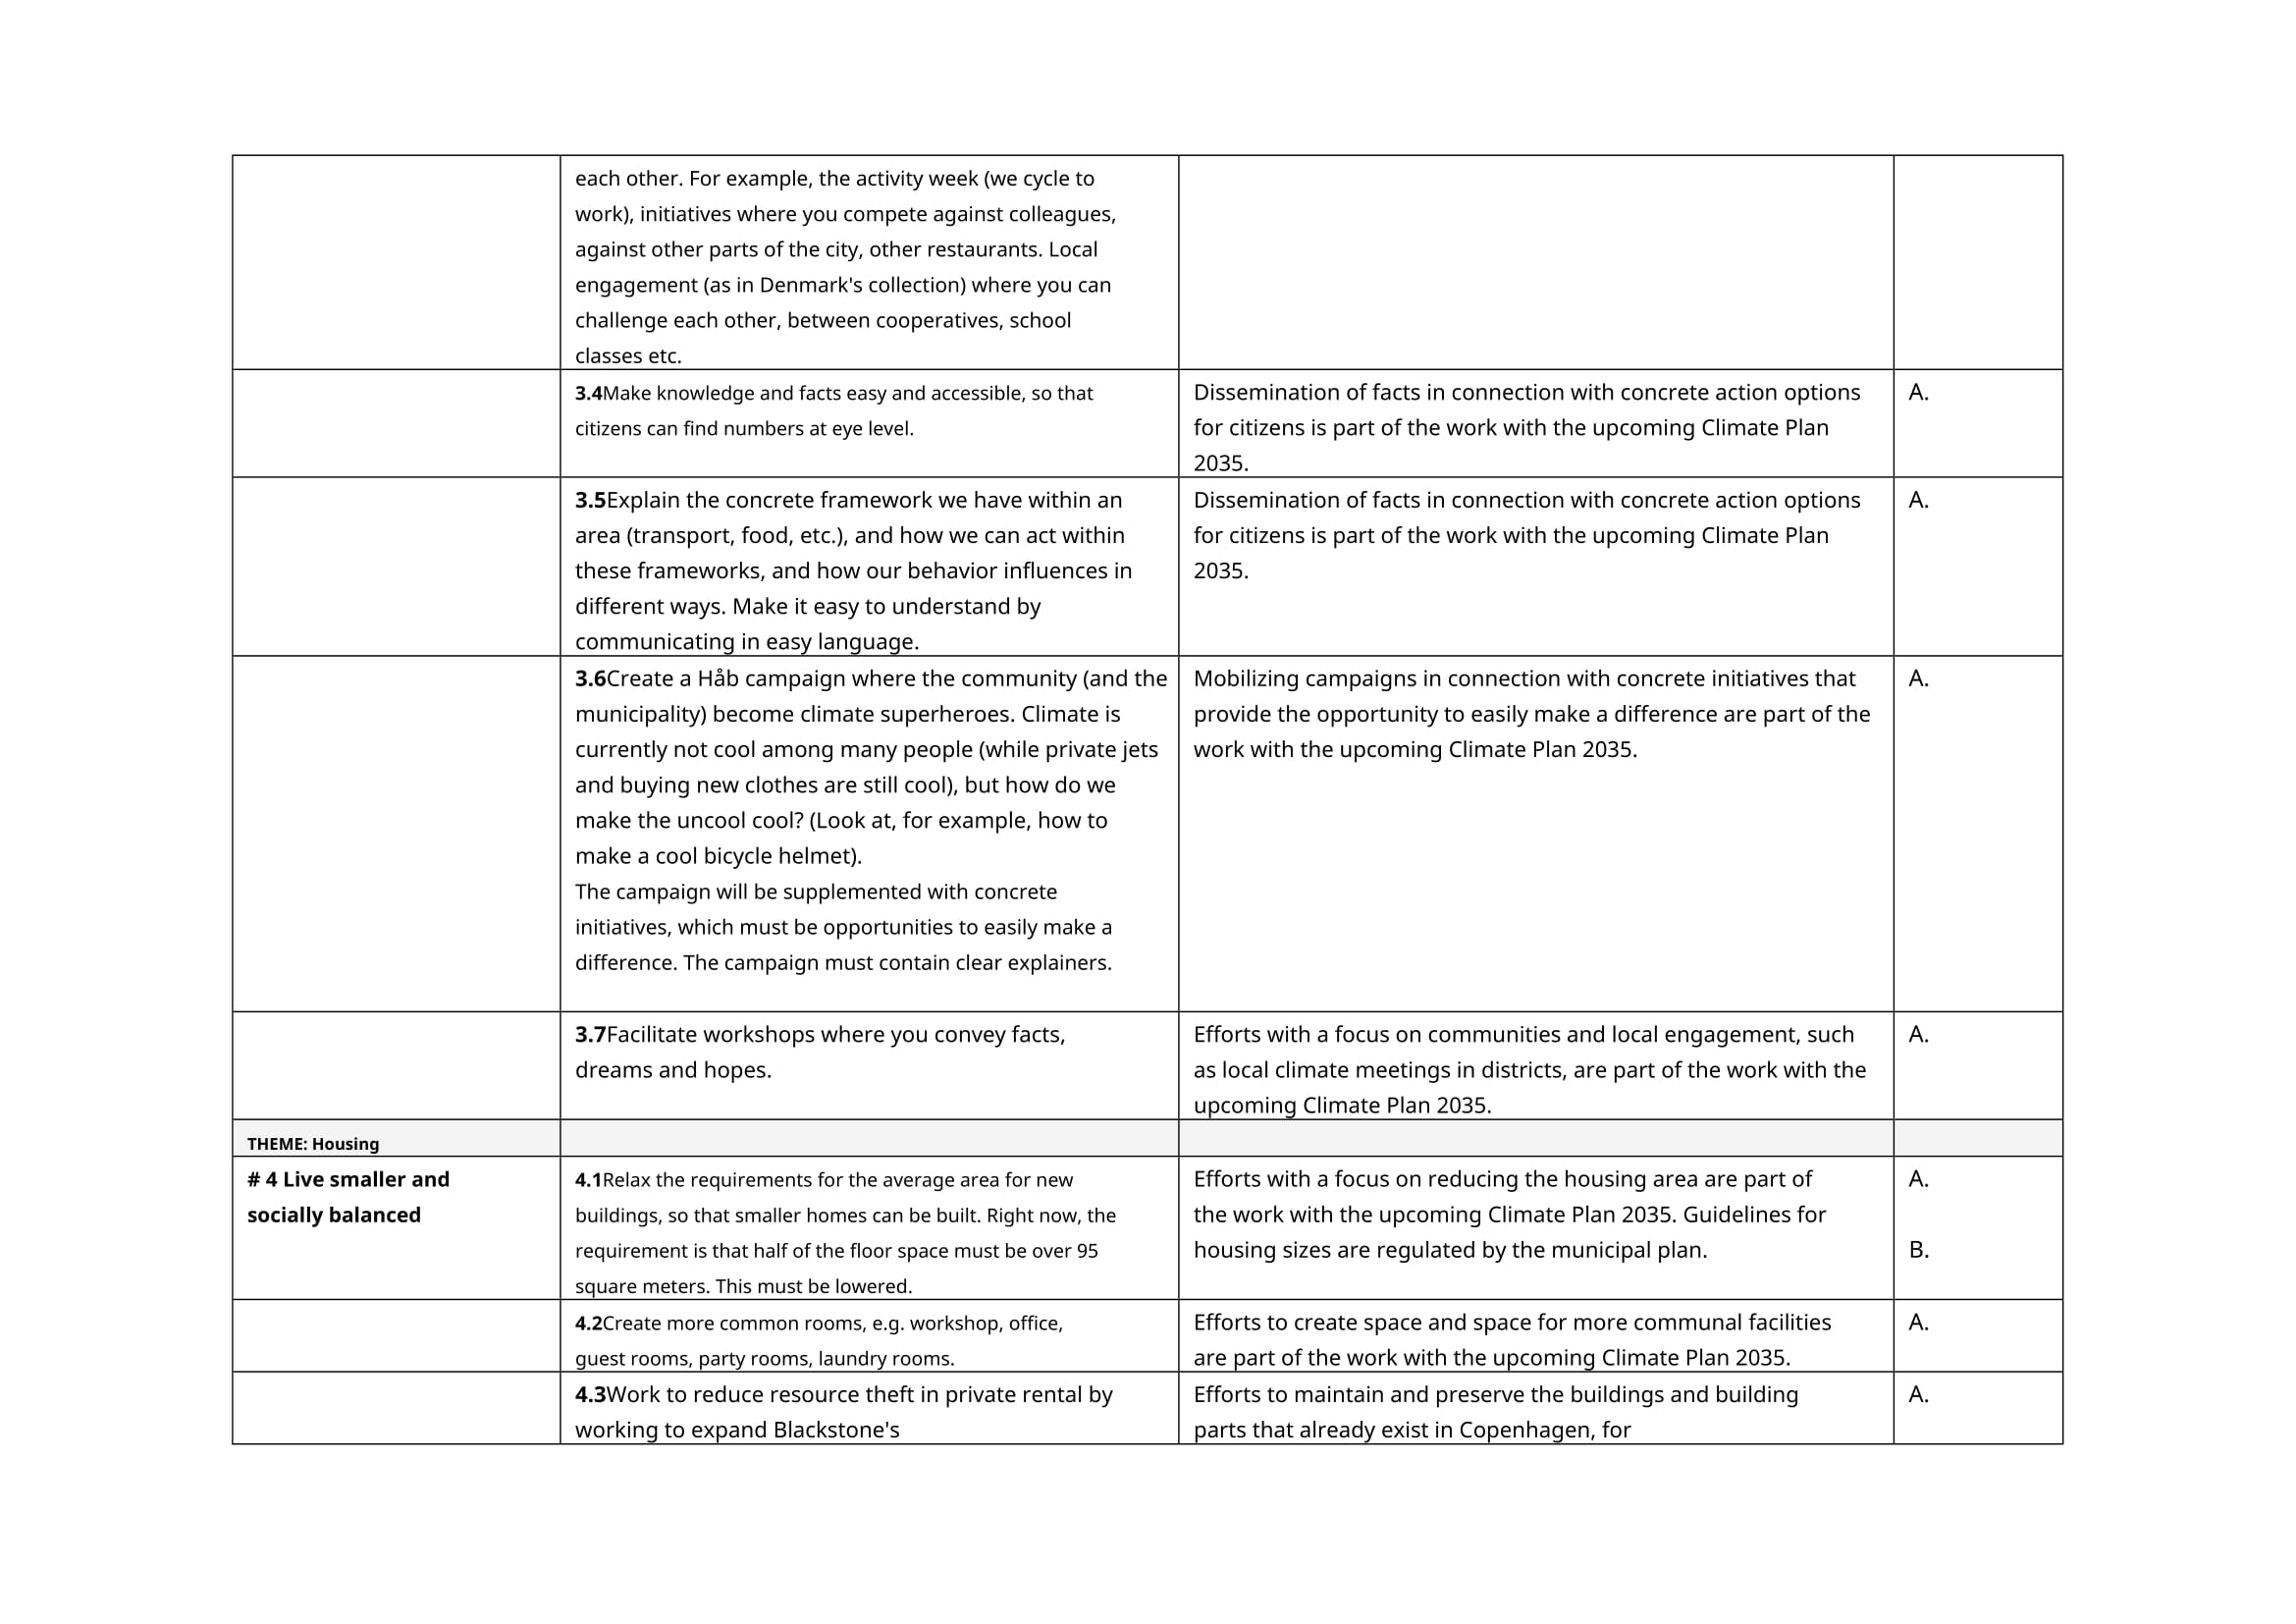 each other. For example, the activity week (we cycle to
work), initiatives where you compete against colleagues,
against other parts of the city, other restaurants. Local
engagement (as in Denmark's collection) where you can
challenge each other, between cooperatives, school
classes etc.
3.4Make knowledge and facts easy and accessible, so that
citizens can find numbers at eye level.
Dissemination of facts in connection with concrete action options
for citizens is part of the work with the upcoming Climate Plan
2035.
A.
3.5Explain the concrete framework we have within an
area (transport, food, etc.), and how we can act within
these frameworks, and how our behavior influences in
different ways. Make it easy to understand by
communicating in easy language.
Dissemination of facts in connection with concrete action options
for citizens is part of the work with the upcoming Climate Plan
2035.
A.
3.6Create a Håb campaign where the community (and the
municipality) become climate superheroes. Climate is
currently not cool among many people (while private jets
and buying new clothes are still cool), but how do we
make the uncool cool? (Look at, for example, how to
make a cool bicycle helmet).
The campaign will be supplemented with concrete
initiatives, which must be opportunities to easily make a
difference. The campaign must contain clear explainers.
Mobilizing campaigns in connection with concrete initiatives that
provide the opportunity to easily make a difference are part of the
work with the upcoming Climate Plan 2035.
A.
3.7Facilitate workshops where you convey facts,
dreams and hopes.
Efforts with a focus on communities and local engagement, such
as local climate meetings in districts, are part of the work with the
upcoming Climate Plan 2035.
A.
THEME: Housing
# 4 Live smaller and
socially balanced
4.1Relax the requirements for the average area for new
buildings, so that smaller homes can be built. Right now, the
requirement is that half of the floor space must be over 95
square meters. This must be lowered.
Efforts with a focus on reducing the housing area are part of
the work with the upcoming Climate Plan 2035. Guidelines for
housing sizes are regulated by the municipal plan.
A.
B.
4.2Create more common rooms, e.g. workshop, office,
guest rooms, party rooms, laundry rooms.
Efforts to create space and space for more communal facilities
are part of the work with the upcoming Climate Plan 2035.
A.
4.3Work to reduce resource theft in private rental by
working to expand Blackstone's
Efforts to maintain and preserve the buildings and building
parts that already exist in Copenhagen, for
A.